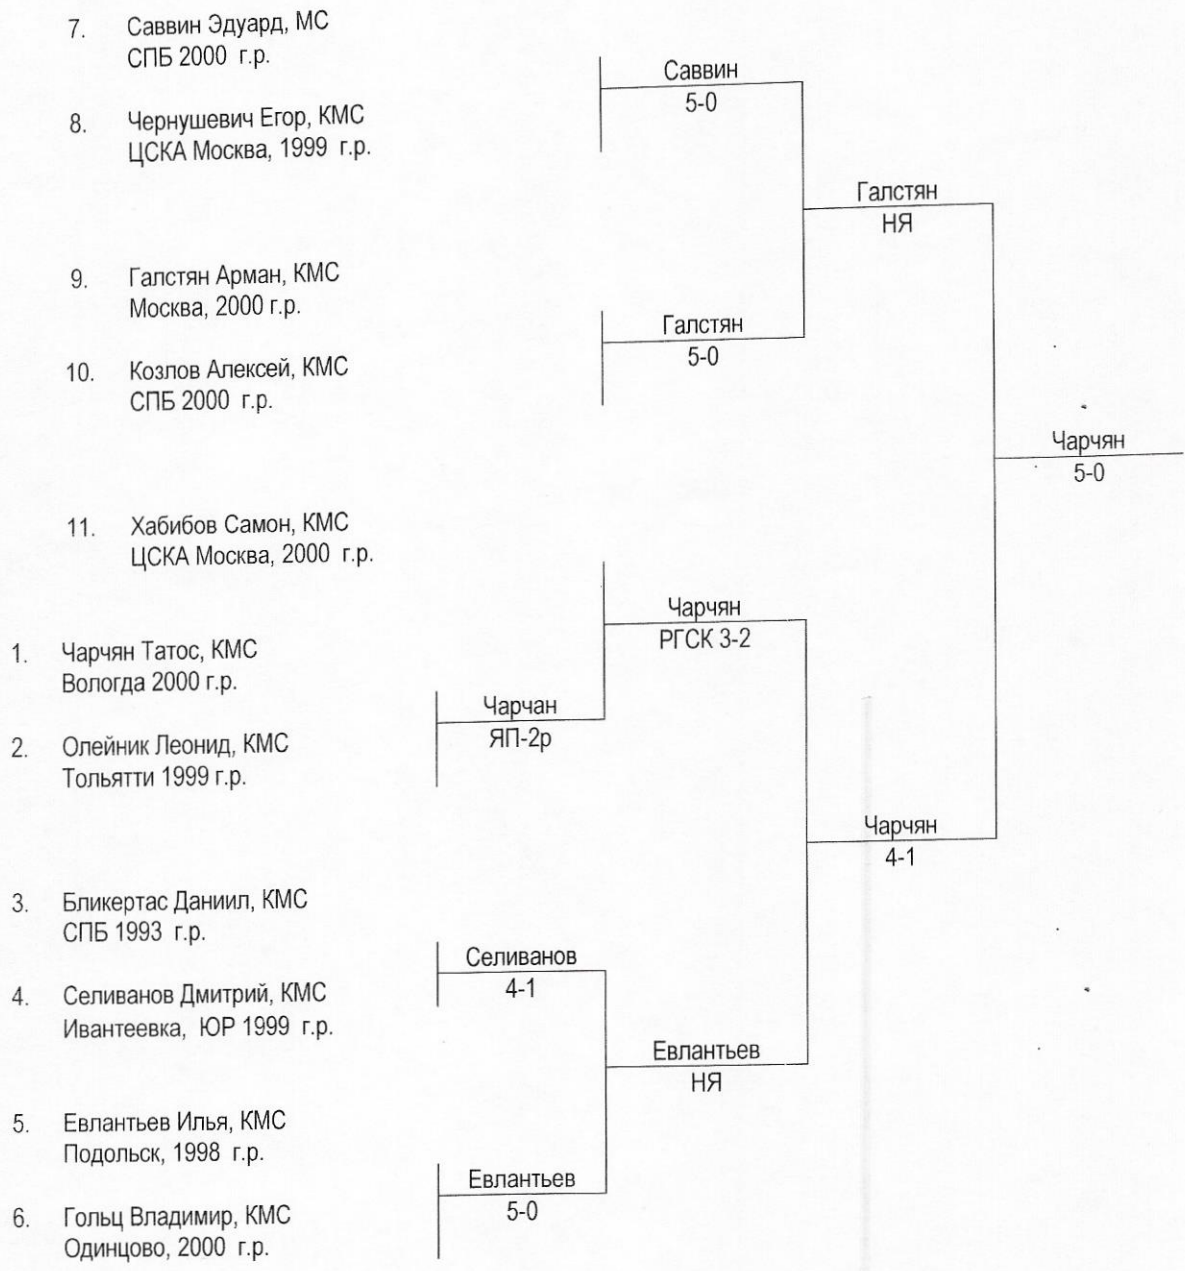 7. Саввин Эдуард, МС
СПБ 2000 г.р.
Саввин
5-0
8. Чернушевич Егор, КМС
ЦСКА Москва, 1999 г.р.
Галстян
НЯ
9. Галстян Арман, КМС
Москва, 2000 г.р.
Галстян
5-0
10. Козлов Алексей, КМС
СПБ 2000 г.р.
Чарчян
5-0
11. Хабибов Самон, КМС
ЦСКА Москва, 2000 г.р.
Чарчян
РГСК 3-2
1. Чарчян Татос, КМС
Вологда 2000 г.р.
Чарчан
ЯП-2р
2. Олейник Леонид, КМС
Тольятти 1999 г.р.
Чарчян
4-1
3. Бликертас Даниил, КМС
СПБ 1993 г.р.
Селиванов
4-1
4. Селиванов Дмитрий, КМС
Ивантеевка, ЮР 1999 г.р.
Евлантьев
НЯ
5. Евлантьев Илья, КМС
Подольск, 1998 г.р.
Евлантьев
5-0
6. Гольц Владимир, КМС
Одинцово, 2000 г.р.